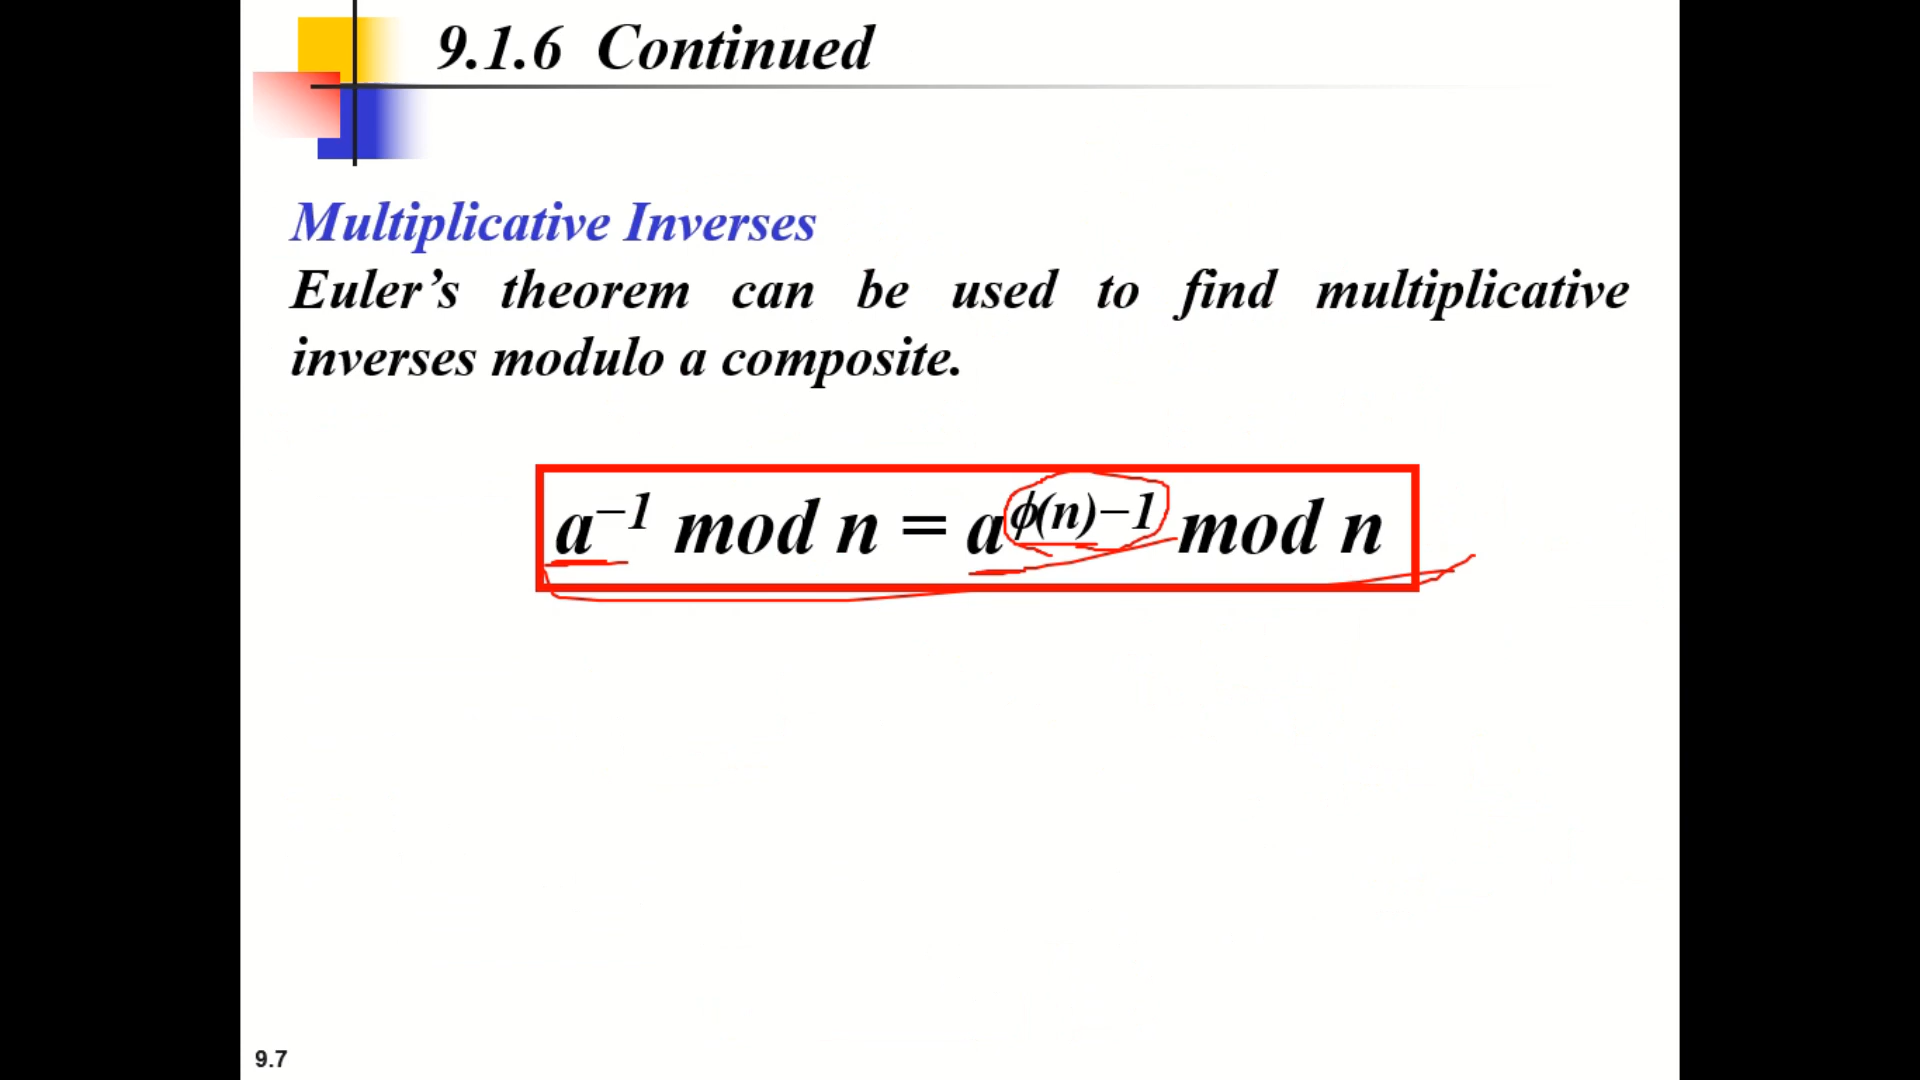 9.1.6 Continued
Multiplicative Inverses
Euler’s theorem can be used to find multiplicative
inverses modulo a composite.
a⁻¹ mod n = a^ϕ(n)−1 mod n
9.7